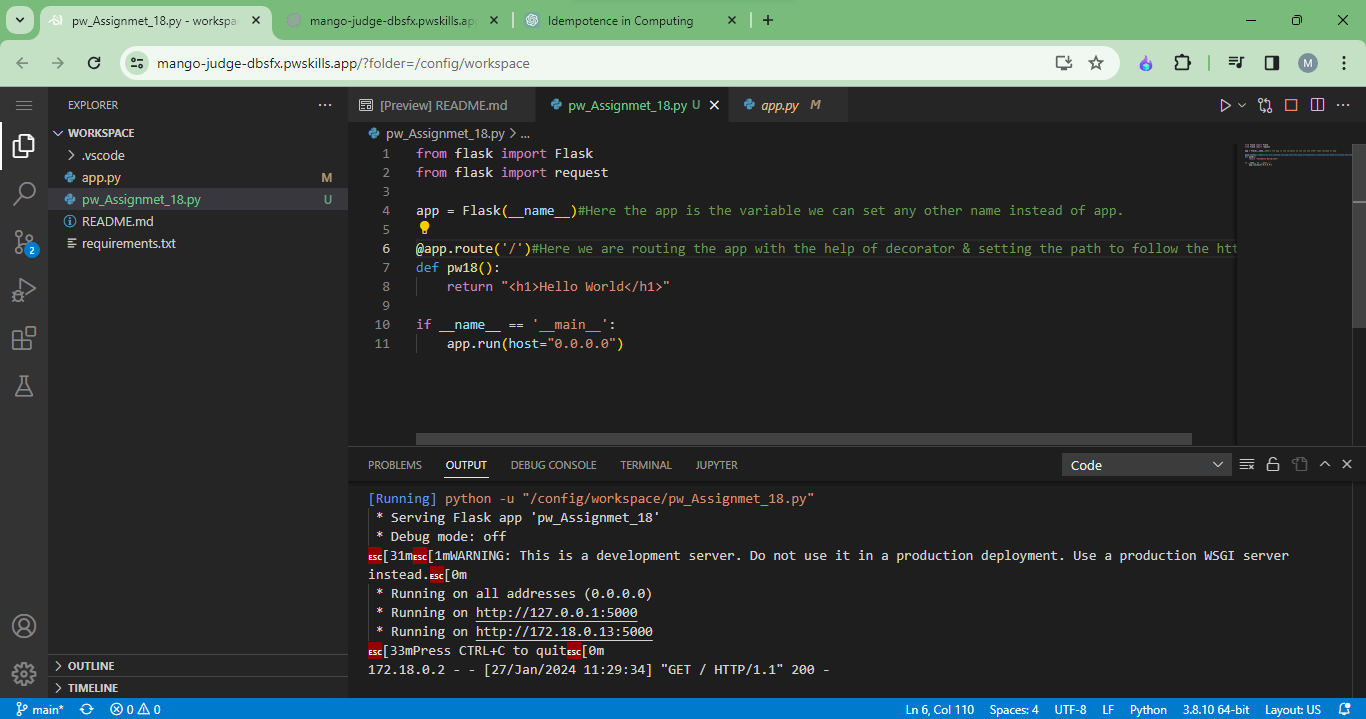 pw_Assignmet_18.py - workspa
mango-judge-dbsfx.pwskills.app
Idempotence in Computing
mango-judge-dbsfx.pwskills.app/?folder=/config/workspace
M
EXPLORER
WORKSPACE
.vscode
app.py M
pw_Assignmet_18.py U
README.md
requirements.txt
2
OUTLINE
TIMELINE
[Preview] README.md
pw_Assignmet_18.py U
app.py M
pw_Assignmet_18.py > ...
1 from flask import Flask
2 from flask import request
3
4 app = Flask(__name__)#Here the app is the variable we can set any other name instead of app.
5
6 @app.route('/')#Here we are routing the app with the help of decorator & setting the path to follow the htt
7 def pw18():
8 return "<h1>Hello World</h1>"
9
10 if __name__ == '__main__':
11 app.run(host="0.0.0.0")
PROBLEMS OUTPUT DEBUG CONSOLE TERMINAL JUPYTER
Code
[Running] python -u "/config/workspace/pw_Assignmet_18.py"
* Serving Flask app 'pw_Assignmet_18'
* Debug mode: off
ESC[31mESC[1mWARNING: This is a development server. Do not use it in a production deployment. Use a production WSGI server
instead.ESC[0m
* Running on all addresses (0.0.0.0)
* Running on http://127.0.0.1:5000
* Running on http://172.18.0.13:5000
ESC[33mPress CTRL+C to quitESC[0m
172.18.0.2 - - [27/Jan/2024 11:29:34] "GET / HTTP/1.1" 200 -
main* 0 0 Ln 6, Col 110 Spaces: 4 UTF-8 LF Python 3.8.10 64-bit Layout: US